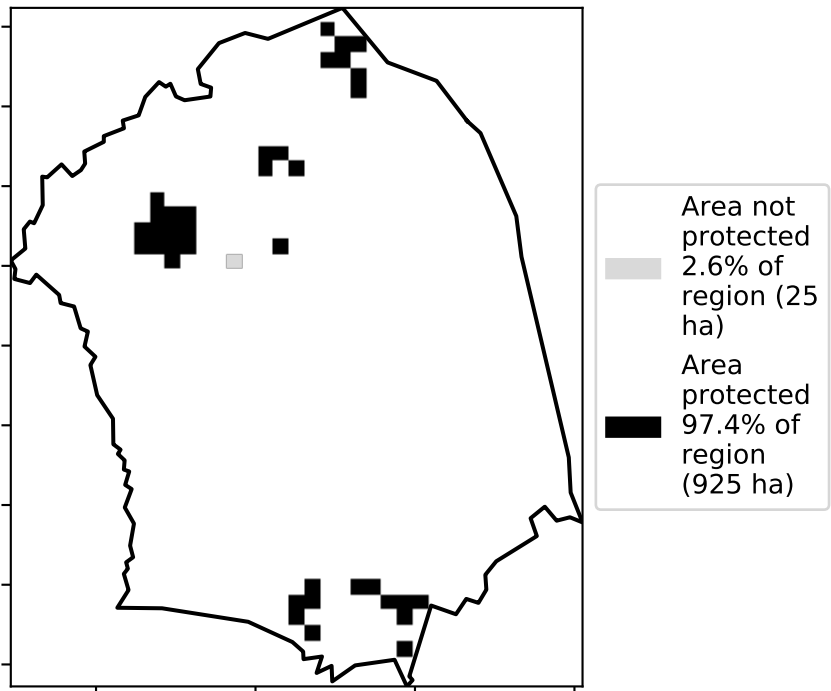 Area not
protected
2.6% of
region (25
ha)
Area
protected
97.4% of
region
(925 ha)